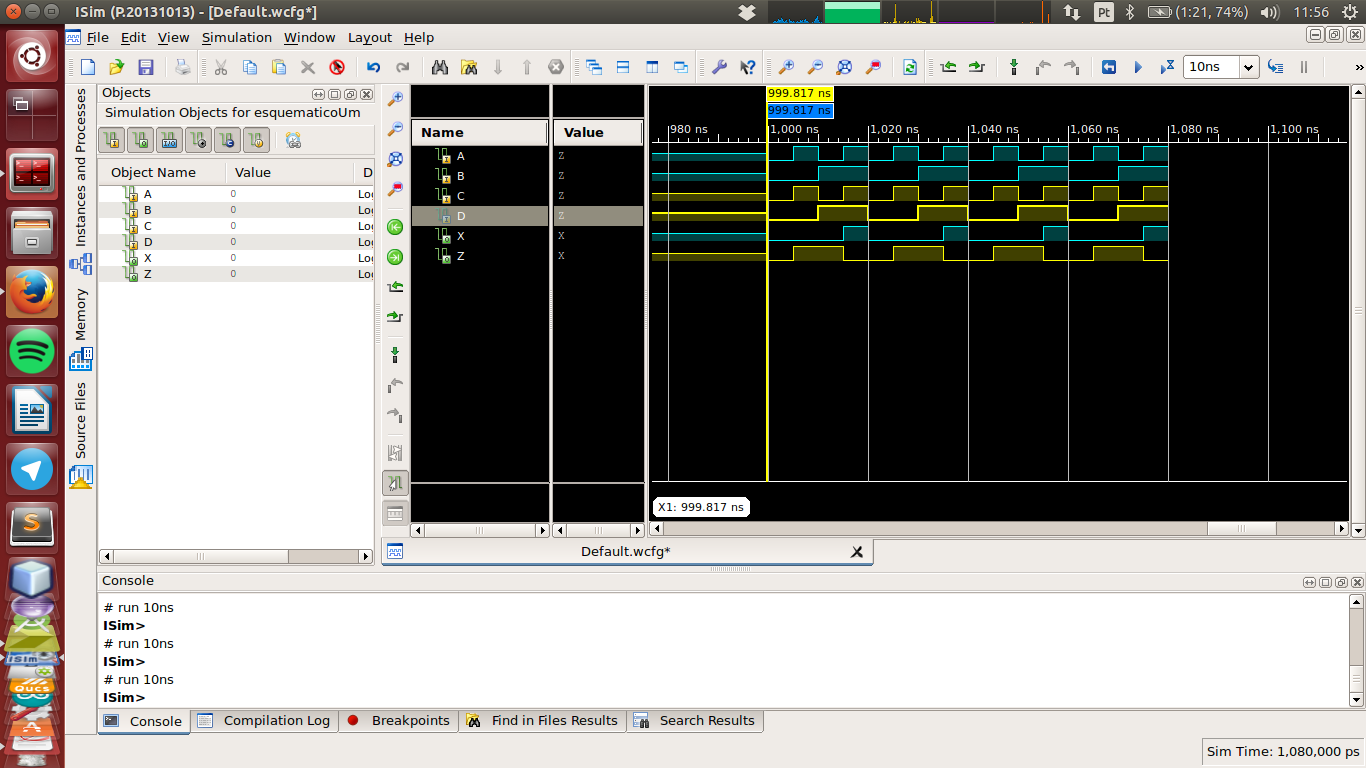 ISim (P.20131013) - [Default.wcfg*]
Pt
(1:21, 74%)
11:56
File Edit View Simulation Window Layout Help
10ns
»
Instances and Processes
Memory
Source Files
Objects
Simulation Objects for esquematicoUm
Object Name Value D
A 0 Lo
B 0 Lo
C 0 Lo
D 0 Lo
X 0 Lo
Z 0 Lo
Name Value
A Z
B Z
C Z
D Z
X X
Z X
999.817 ns
999.817 ns
980 ns 1,000 ns 1,020 ns 1,040 ns 1,060 ns 1,080 ns 1,100 ns
X1: 999.817 ns
Default.wcfg*
Console
# run 10ns
ISim>
# run 10ns
ISim>
# run 10ns
ISim>
Console Compilation Log Breakpoints Find in Files Results Search Results
Sim Time: 1,080,000 ps
ISim
Qucs